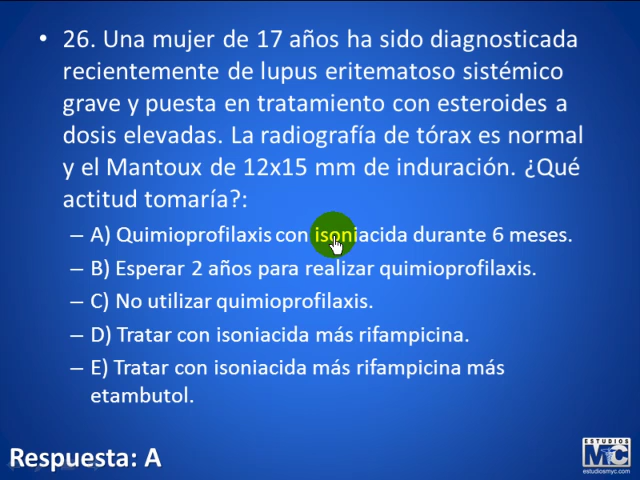 • 26. Una mujer de 17 años ha sido diagnosticada
recientemente de lupus eritematoso sistémico
grave y puesta en tratamiento con esteroides a
dosis elevadas. La radiografía de tórax es normal
y el Mantoux de 12x15 mm de induración. ¿Qué
actitud tomaría?:
– A) Quimioprofilaxis con isoniacida durante 6 meses.
– B) Esperar 2 años para realizar quimioprofilaxis.
– C) No utilizar quimioprofilaxis.
– D) Tratar con isoniacida más rifampicina.
– E) Tratar con isoniacida más rifampicina más
etambutol.
Respuesta: A
ESTUDIOS
MyC
estudiosmyc.com